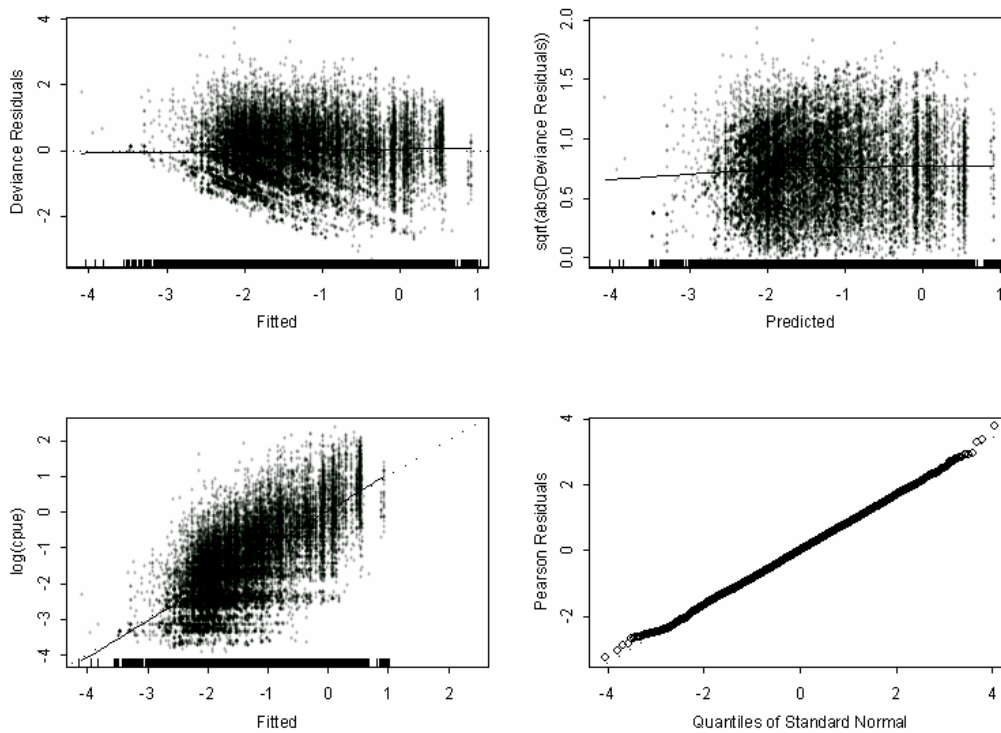 Deviance Residuals
4
2
0
-2
-4 -3 -2 -1 0 1
Fitted
sqrt(abs(Deviance Residuals))
2.0
1.5
1.0
0.5
0.0
-4 -3 -2 -1 0 1
Predicted
log(cpue)
2
1
0
-1
-2
-3
-4
-4 -3 -2 -1 0 1 2
Fitted
Pearson Residuals
4
2
0
-2
-4 -2 0 2 4
Quantiles of Standard Normal